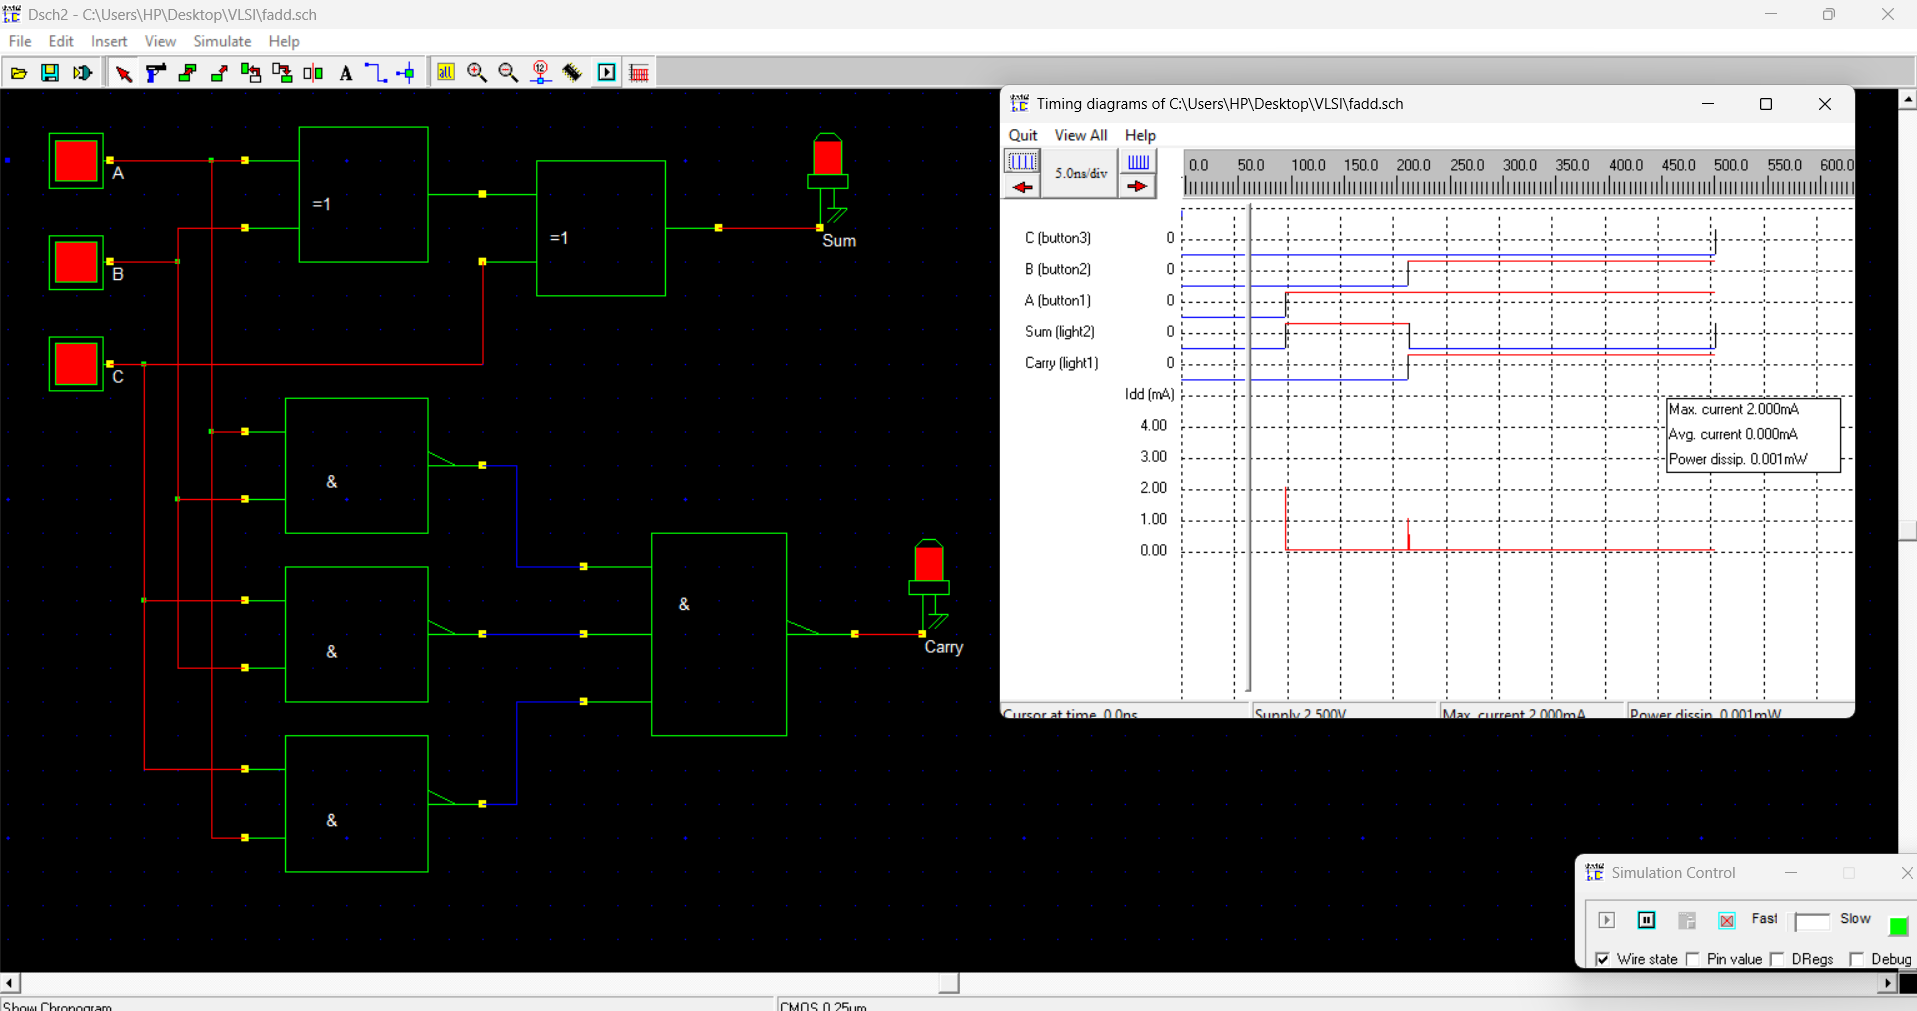 Dsch2 - C:\Users\HP\Desktop\VLSI\fadd.sch
File Edit Insert View Simulate Help
A
all
12
A
B
C
=1
=1
Sum
&
&
&
&
Carry
Timing diagrams of C:\Users\HP\Desktop\VLSI\fadd.sch
Quit View All Help
5.0ns/div
0.0 50.0 100.0 150.0 200.0 250.0 300.0 350.0 400.0 450.0 500.0 550.0 600.0
C (button3) 0
B (button2) 0
A (button1) 0
Sum (light2) 0
Carry (light1) 0
Idd (mA)
4.00
3.00
2.00
1.00
0.00
Max. current 2.000mA
Avg. current 0.000mA
Power dissip. 0.001mW
Cursor at time 0.0ns
Supply 2.500V
Max. current 2.000mA
Power dissip. 0.001mW
Simulation Control
Fast Slow
Wire state Pin value DRegs Debug
Show Chronogram
CMOS 0.25um